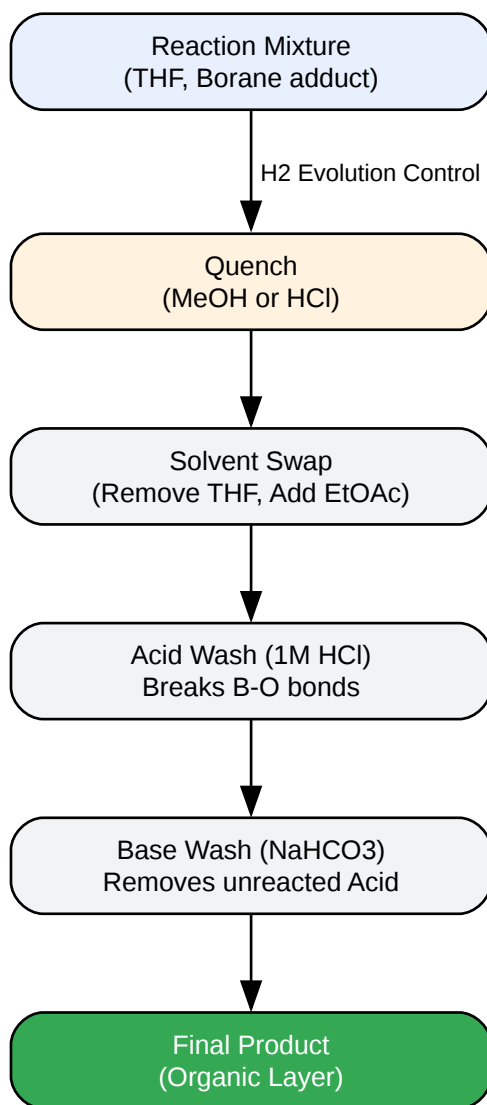 Reaction Mixture
(THF, Borane adduct)
H2 Evolution Control
Quench
(MeOH or HCl)
Solvent Swap
(Remove THF, Add EtOAc)
Acid Wash (1M HCl)
Breaks B-O bonds
Base Wash (NaHCO3)
Removes unreacted Acid
Final Product
(Organic Layer)